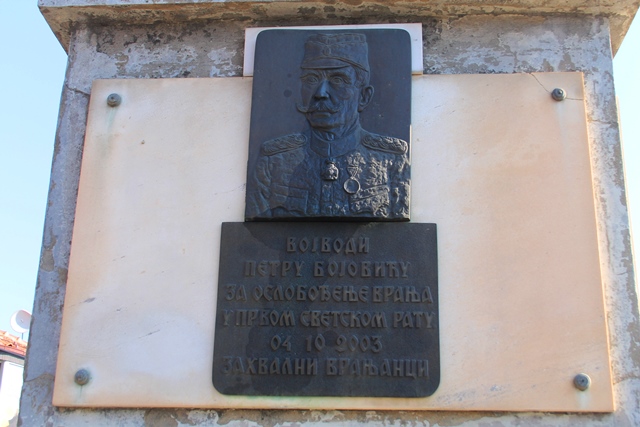 ВОЈВОДИ
ПЕТРУ БОЈОВИЋУ
ЗА ОСЛОБОЂЕЊЕ ВРАЊА
У ПРВОМ СВЕТСКОМ РАТУ
04 10 2003
ЗАХВАЛНИ ВРАЊАНЦИ